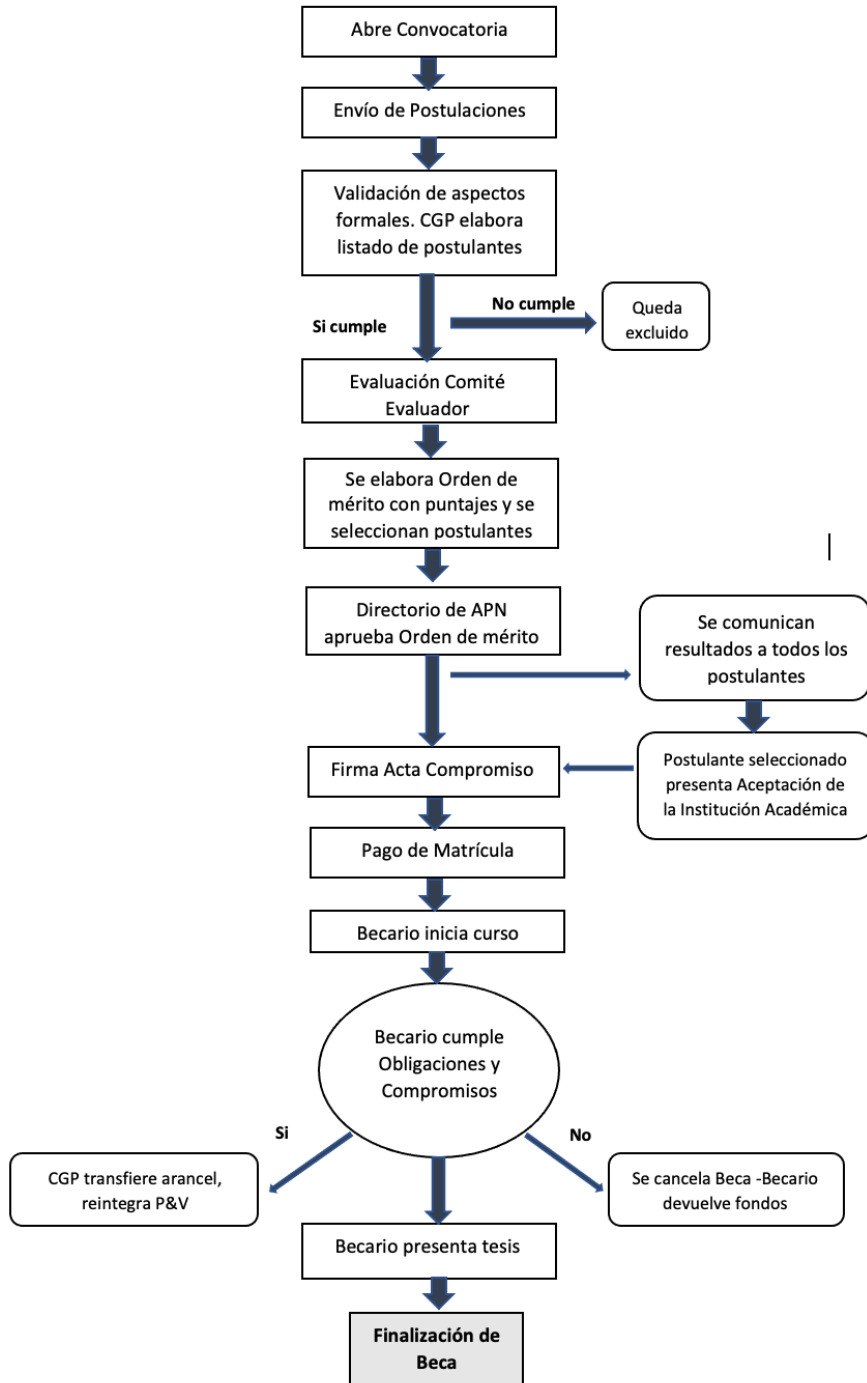 Abre Convocatoria
Envío de Postulaciones
Validación de aspectos
formales. CGP elabora
listado de postulantes
No cumple
Si cumple
Queda
excluido
Evaluación Comité
Evaluador
Se elabora Orden de
mérito con puntajes y se
seleccionan postulantes
Directorio de APN
aprueba Orden de mérito
Se comunican
resultados a todos los
postulantes
Postulante seleccionado
presenta Aceptación de
la Institución Académica
Firma Acta Compromiso
Pago de Matrícula
Becario inicia curso
Becario cumple
Obligaciones y
Compromisos
Si
No
CGP transfiere arancel,
reintegra P&V
Se cancela Beca -Becario
devuelve fondos
Becario presenta tesis
Finalización de
Beca